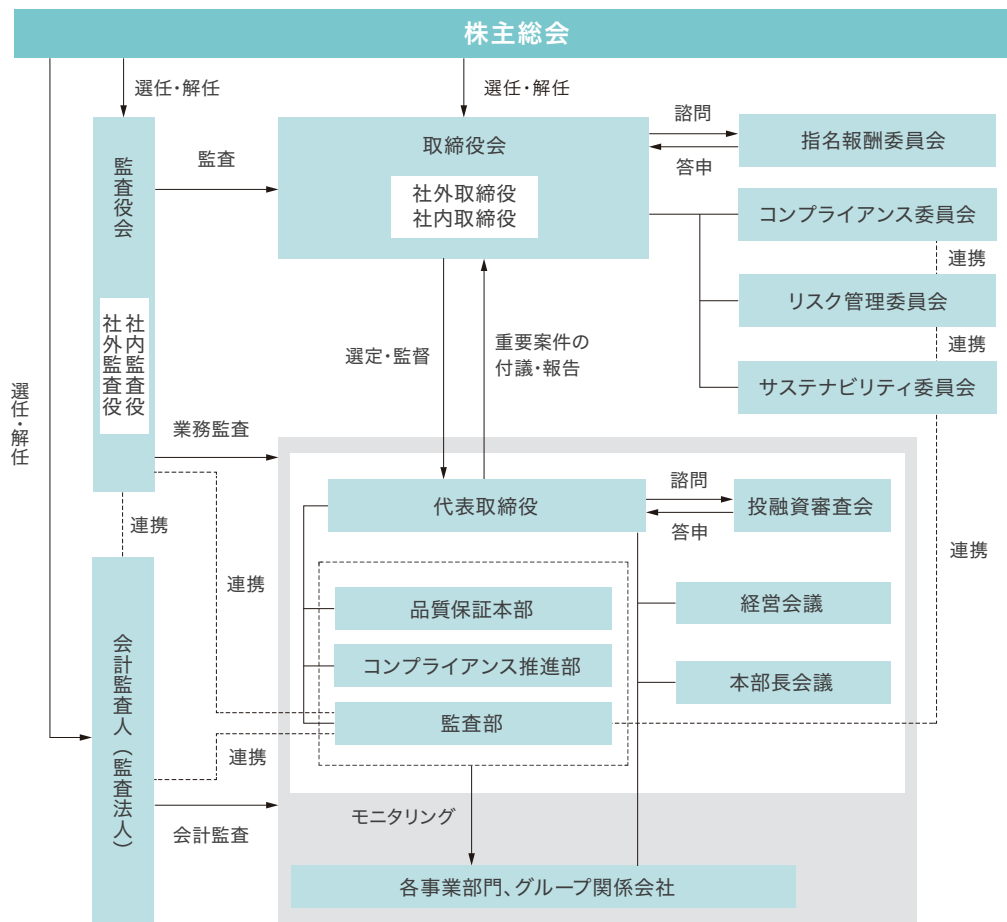 株主総会
選任・解任
選任・解任
選任・解任
監査役会
社内監査役
社外監査役
監査
取締役会
社外取締役
社内取締役
諮問
答申
指名報酬委員会
コンプライアンス委員会
連携
リスク管理委員会
連携
サステナビリティ委員会
選定・監督
重要案件の
付議・報告
業務監査
代表取締役
諮問
答申
投融資審査会
連携
連携
連携
品質保証本部
経営会議
コンプライアンス推進部
本部長会議
監査部
連携
会計監査人（監査法人）
会計監査
モニタリング
各事業部門、グループ関係会社